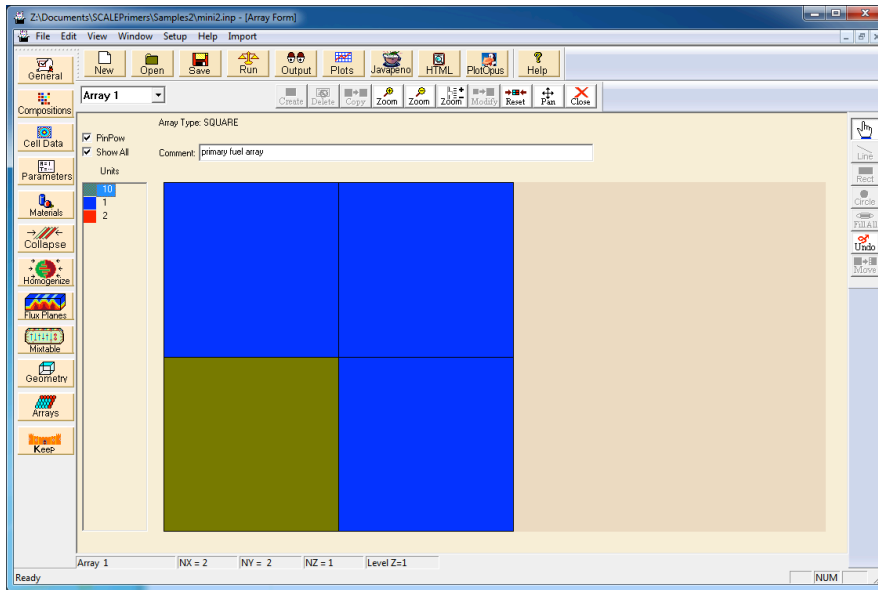 Z:\Documents\SCALEPrimers\Samples2\mini2.inp - [Array Form]
File Edit View Window Setup Help Import
General New Open Save Run Output Plots Javapeno HTML PlotOpus Help
Array 1 Create Delete Copy Zoom Zoom Zoom Modify Reset Pan Close
Compositions
Array Type: SQUARE
PinPow
Cell Data
Show All Comment: primary fuel array
Line
Units
Parameters
Rect
10
1
Circle
Materials
2
Fill All
Collapse
Undo
Move
Homogenize
Flux Planes
Mixtable
Geometry
Arrays
Keep
Array 1 NX = 2 NY = 2 NZ = 1 Level Z=1
Ready NUM